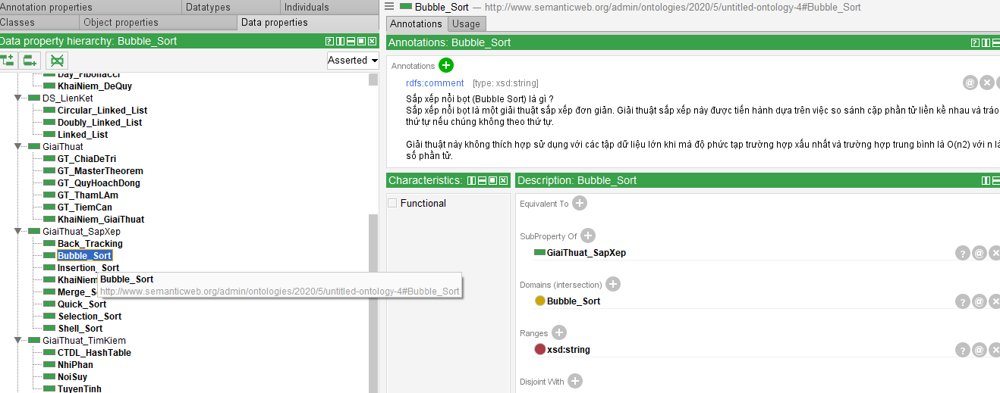 Annotation properties
Datatypes
Individuals
Classes
Object properties
Data properties
Data property hierarchy: Bubble_Sort
Asserted
Day_Fibonacci
KhaiNiem_DeQuy
DS_LienKet
Circular_Linked_List
Doubly_Linked_List
Linked_List
GiaiThuat
GT_ChiaDeTri
GT_MasterTheorem
GT_QuyHoachDong
GT_ThamLAm
GT_TiemCan
KhaiNiem_GiaiThuat
GiaiThuat_SapXep
Back_Tracking
Bubble_Sort
Insertion_Sort
KhaiNiem
Merge_S
Quick_Sort
Selection_Sort
Shell_Sort
GiaiThuat_TimKiem
CTDL_HashTable
NhiPhan
NoiSuy
TuyenTinh
Bubble_Sort
http://www.semanticweb.org/admin/ontologies/2020/5/untitled-ontology-4#Bubble_Sort
Bubble_Sort — http://www.semanticweb.org/admin/ontologies/2020/5/untitled-ontology-4#Bubble_Sort
Annotations
Usage
Annotations: Bubble_Sort
Annotations
rdfs:comment [type: xsd:string]
Sắp xếp nổi bọt (Bubble Sort) là gì ?
Sắp xếp nổi bọt là một giải thuật sắp xếp đơn giản. Giải thuật sắp xếp này được tiến hành dựa trên việc so sánh cặp phần tử liền kề nhau và tráo
thứ tự nếu chúng không theo thứ tự.
Giải thuật này không thích hợp sử dụng với các tập dữ liệu lớn khi mà độ phức tạp trường hợp xấu nhất và trường hợp trung bình là O(n2) với n là
số phần tử.
Characteristics:
Functional
Description: Bubble_Sort
Equivalent To
SubProperty Of
GiaiThuat_SapXep
Domains (intersection)
Bubble_Sort
Ranges
xsd:string
Disjoint With